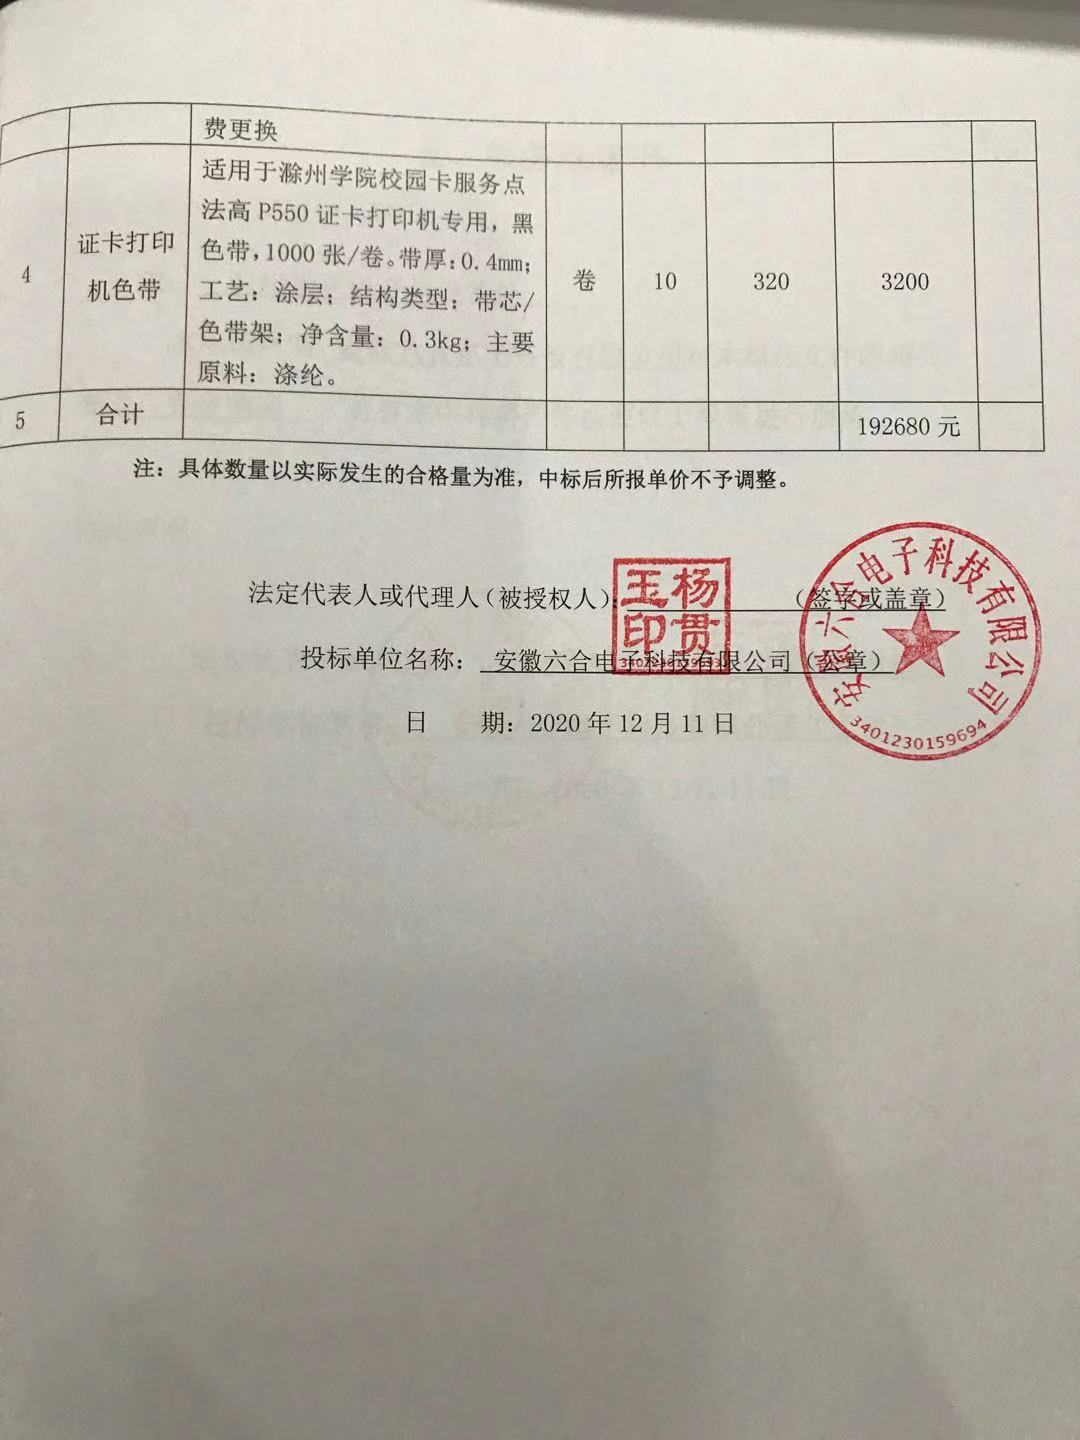 费更换
4
证卡打印
机色带
适用于滁州学院校园卡服务点
法高 P550 证卡打印机专用，黑
色带，1000 张/卷。带厚：0.4mm；
工艺：涂层；结构类型：带芯/
色带架；净含量：0.3kg；主要
原料：涤纶。
卷
10
320
3200
5
合计
192680 元
注：具体数量以实际发生的合格量为准，中标后所报单价不予调整。
法定代表人或代理人（被授权人）：（签字或盖章）
投标单位名称：安徽六合电子科技有限公司（公章）
日 期：2020 年 12 月 11 日
杨贯
玉印
安徽六合电子科技有限公司
3401230159694